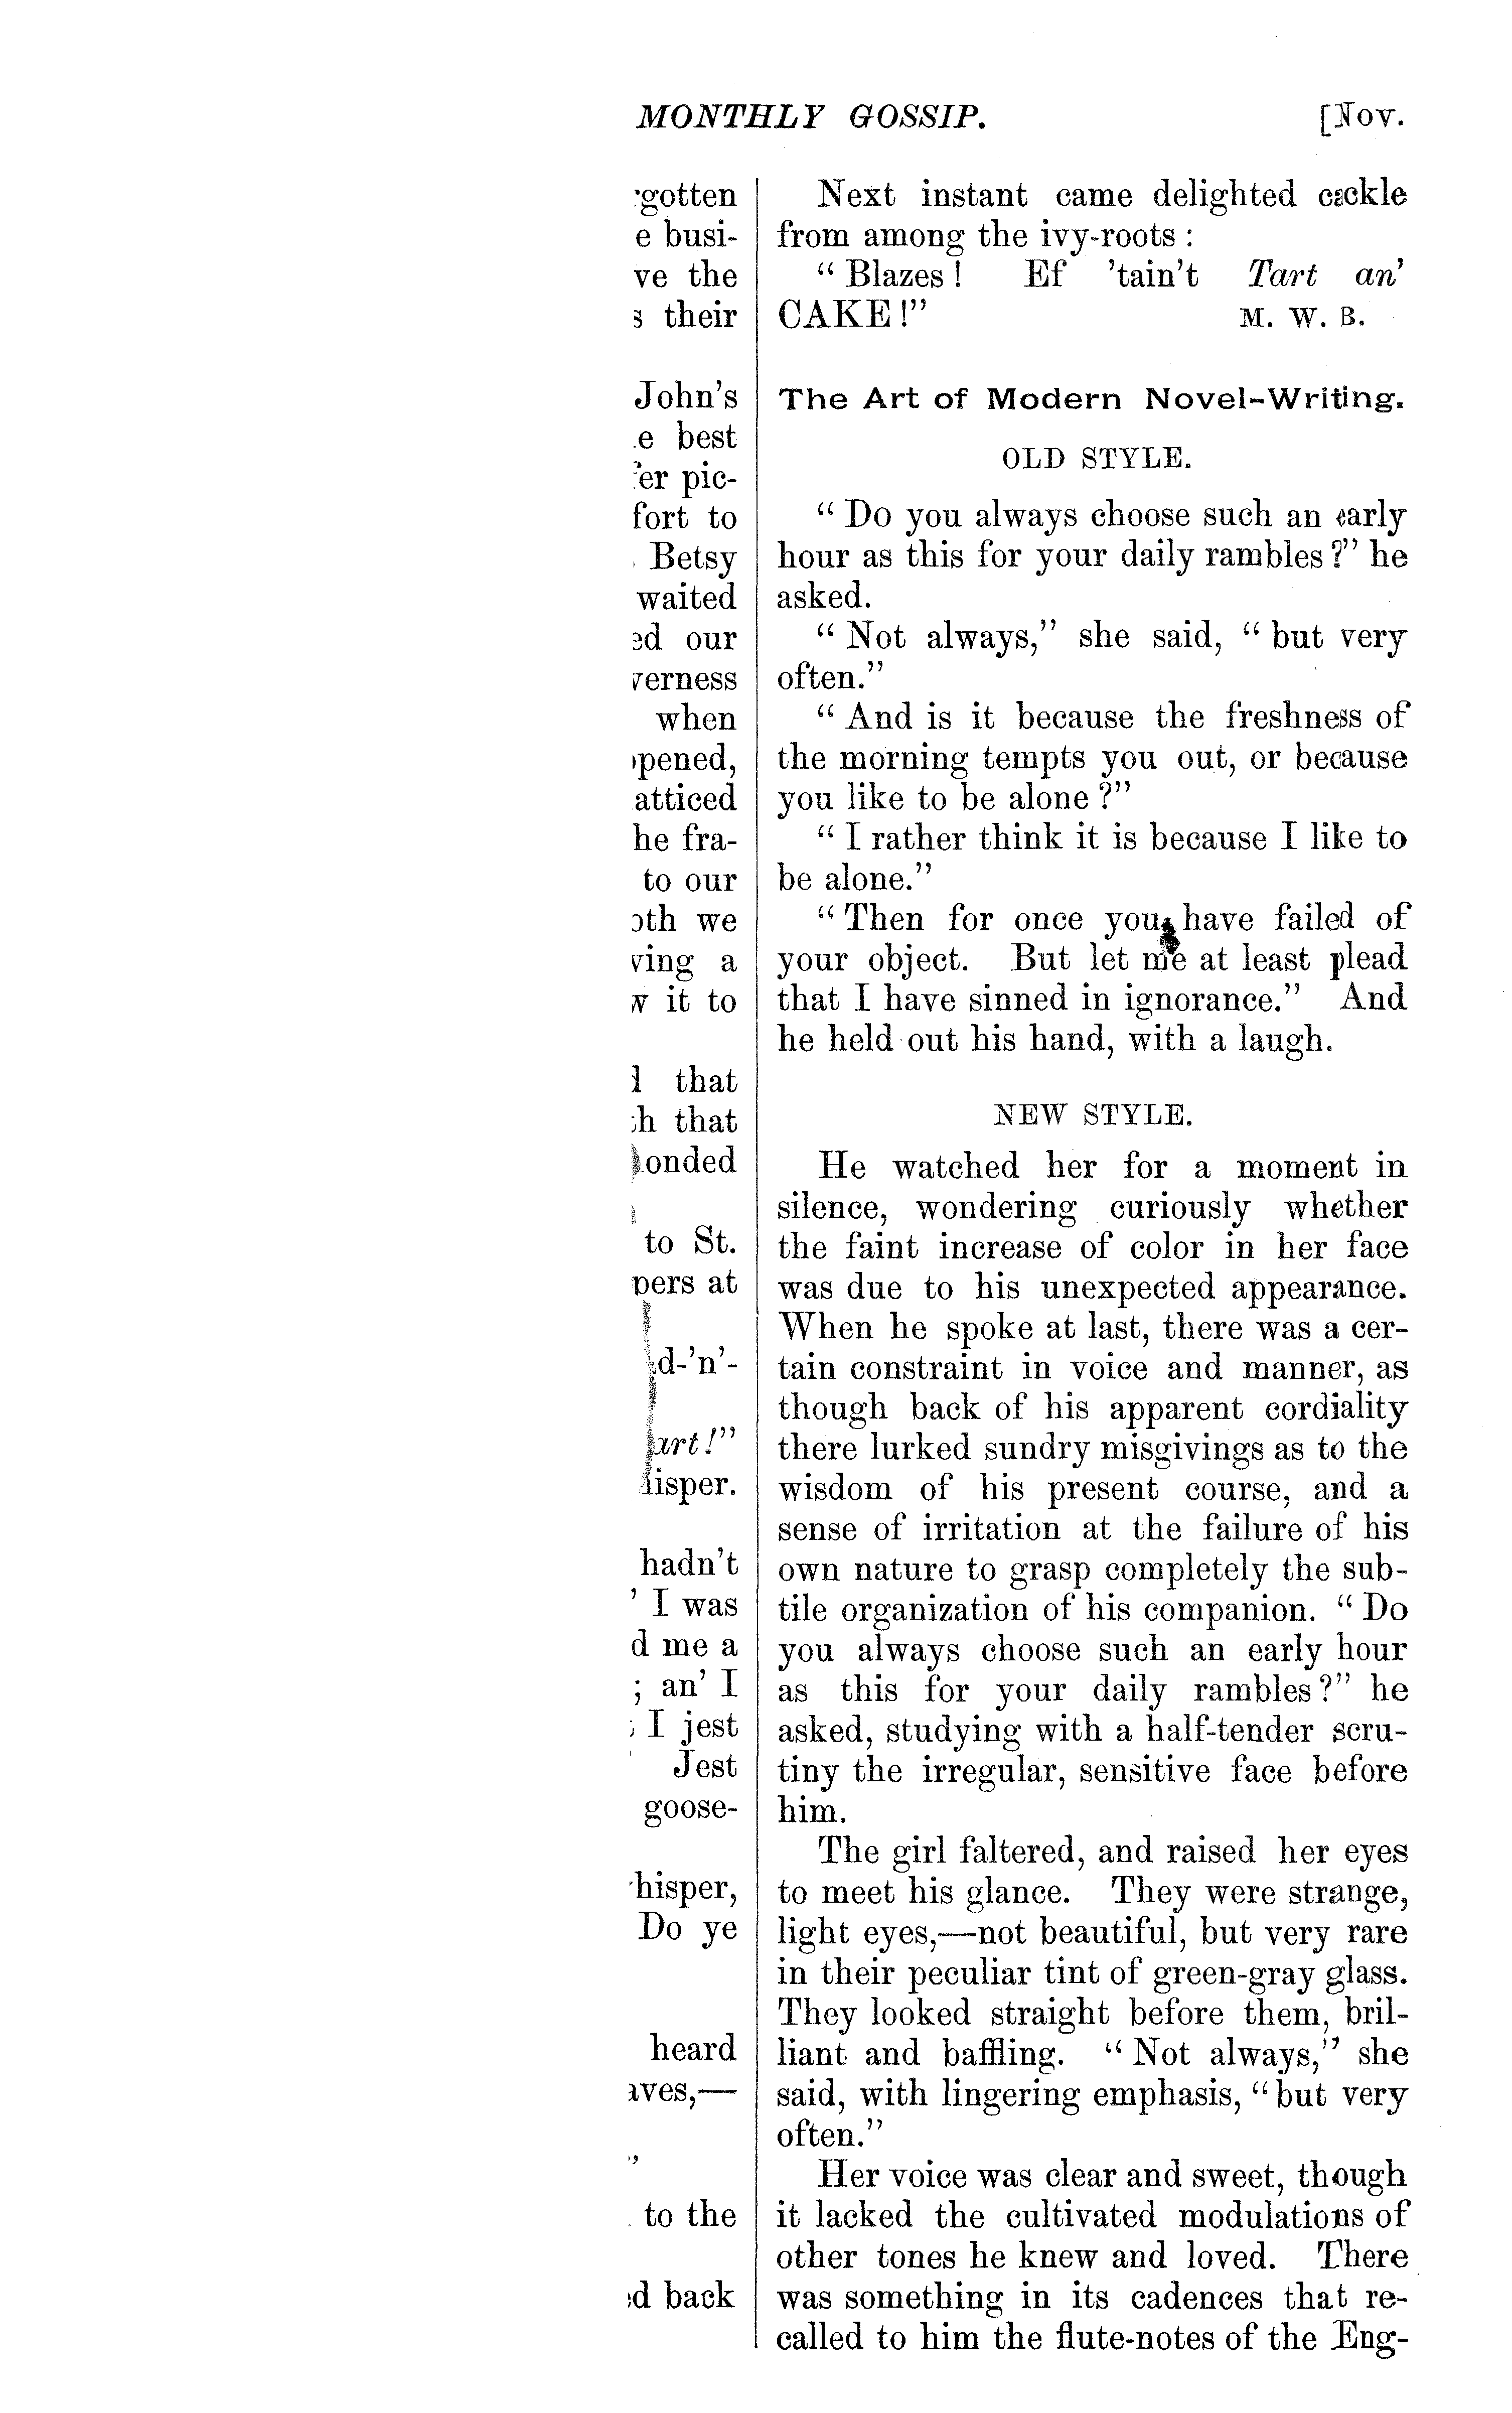 MONTHLY GOSSIP. [Nov.
gotten
e busi-
ve the
s their
John's
e best
er pic-
fort to
Betsy
waited
ed our
erness
when
pened,
atticed
he fra-
to our
oth we
ving a
w it to
that
h that
onded
to St.
pers at
d-'n'-
art!"
isper.
hadn't
' I was
d me a
; an' I
; I jest
Jest
goose-
hisper,
Do ye
heard
aves,—
"
to the
d back
Next instant came delighted cackle
from among the ivy-roots :
" Blazes ! Ef 'tain't Tart an'
CAKE !" M. W. B.
The Art of Modern Novel-Writing.
OLD STYLE.
" Do you always choose such an early
hour as this for your daily rambles ?" he
asked.
" Not always," she said, " but very
often."
" And is it because the freshness of
the morning tempts you out, or because
you like to be alone ?"
" I rather think it is because I like to
be alone."
" Then for once you have failed of
your object. But let me at least plead
that I have sinned in ignorance." And
he held out his hand, with a laugh.
NEW STYLE.
He watched her for a moment in
silence, wondering curiously whether
the faint increase of color in her face
was due to his unexpected appearance.
When he spoke at last, there was a cer-
tain constraint in voice and manner, as
though back of his apparent cordiality
there lurked sundry misgivings as to the
wisdom of his present course, and a
sense of irritation at the failure of his
own nature to grasp completely the sub-
tile organization of his companion. " Do
you always choose such an early hour
as this for your daily rambles ?" he
asked, studying with a half-tender scru-
tiny the irregular, sensitive face before
him.
The girl faltered, and raised her eyes
to meet his glance. They were strange,
light eyes,—not beautiful, but very rare
in their peculiar tint of green-gray glass.
They looked straight before them, bril-
liant and baffling. " Not always," she
said, with lingering emphasis, " but very
often."
Her voice was clear and sweet, though
it lacked the cultivated modulations of
other tones he knew and loved. There
was something in its cadences that re-
called to him the flute-notes of the Eng-